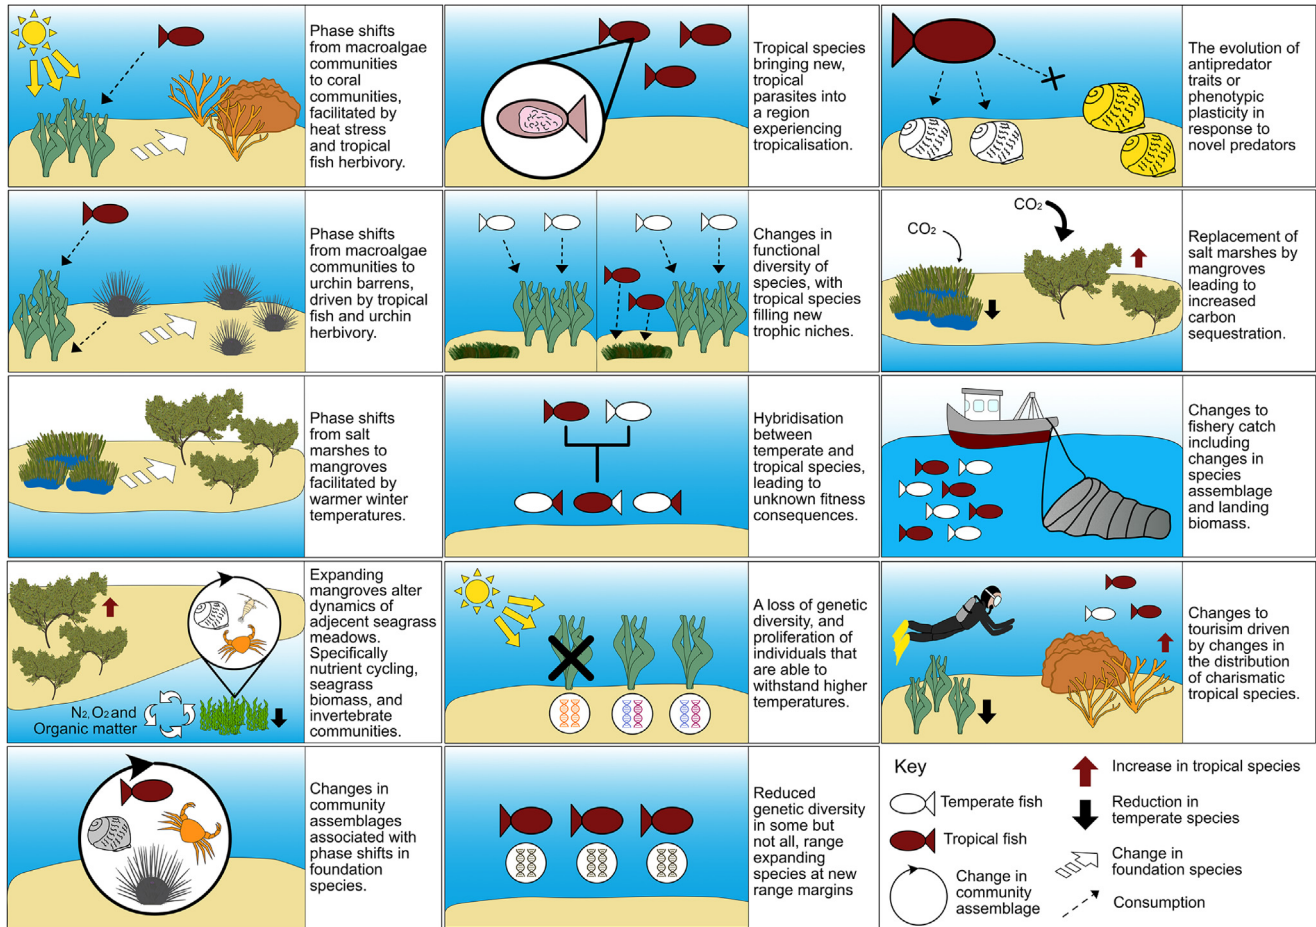 Phase shifts
from macroalgae
communities
to coral
communities,
facilitated by
heat stress
and tropical
fish herbivory.
Tropical species
bringing new,
tropical
parasites into
a region
experiencing
tropicalisation.
The evolution of
antipredator
traits or
phenotypic
plasticity in
response to
novel predators
Phase shifts
from macroalgae
communities to
urchin barrens,
driven by tropical
fish and urchin
herbivory.
Changes in
functional
diversity of
species, with
tropical species
filling new
trophic niches.
CO₂
CO₂
Replacement of
salt marshes by
mangroves
leading to
increased
carbon
sequestration.
Phase shifts
from salt
marshes to
mangroves
facilitated by
warmer winter
temperatures.
Hybridisation
between
temperate and
tropical species,
leading to
unknown fitness
consequences.
Changes to
fishery catch
including
changes in
species
assemblage
and landing
biomass.
N₂, O₂ and
Organic matter
Expanding
mangroves alter
dynamics of
adjecent seagrass
meadows.
Specifically
nutrient cycling,
seagrass
biomass, and
invertebrate
communities.
A loss of genetic
diversity, and
proliferation of
individuals that
are able to
withstand higher
temperatures.
Changes to
tourisim driven
by changes in
the distribution
of charismatic
tropical species.
Changes in
community
assemblages
associated with
phase shifts in
foundation
species.
Reduced
genetic diversity
in some but
not all, range
expanding
species at new
range margins
Key
Temperate fish
Tropical fish
Change in
community
assemblage
Increase in tropical species
Reduction in
temperate species
Change in
foundation species
Consumption